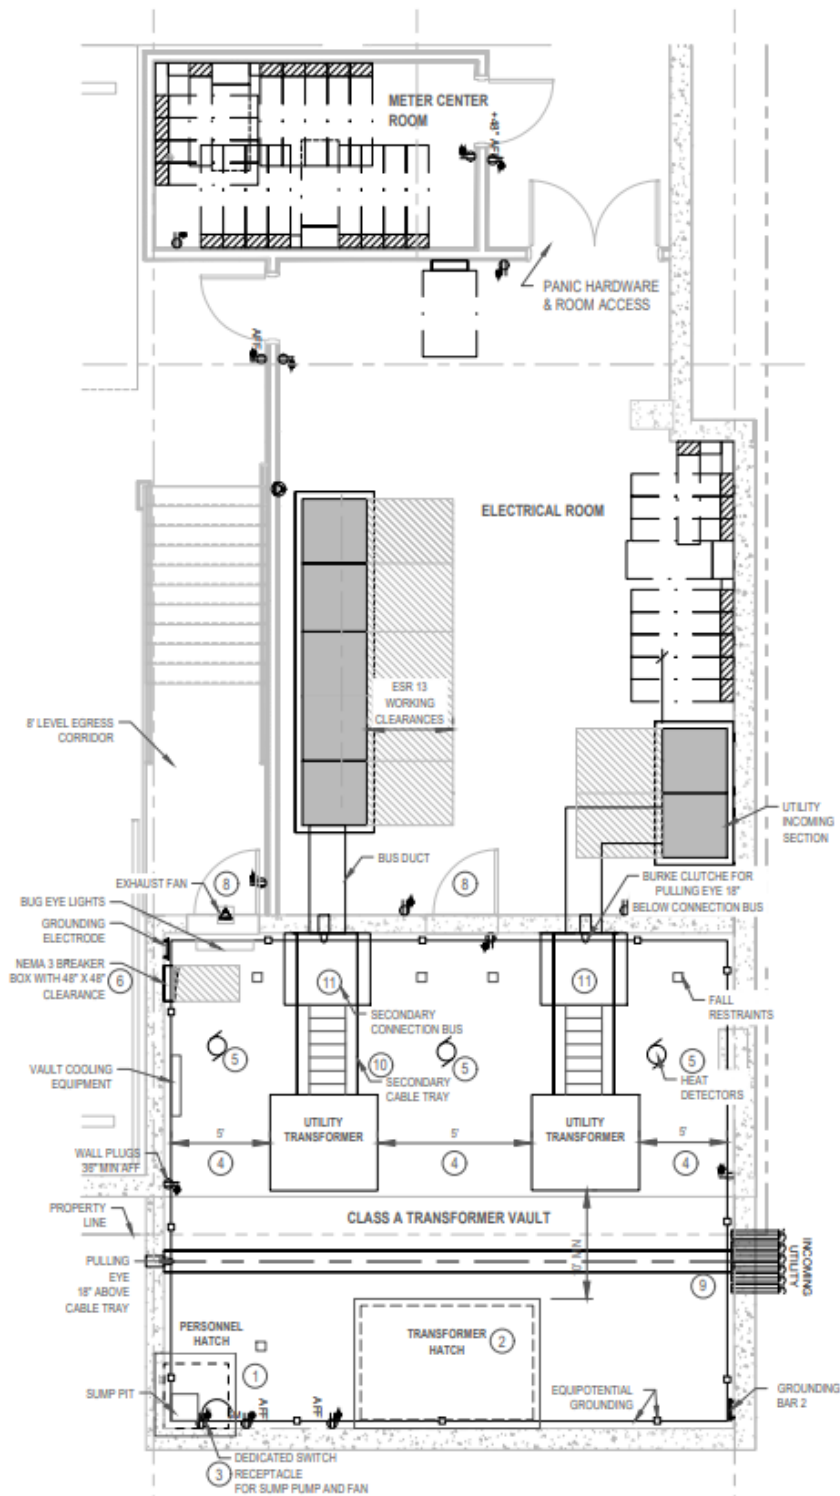 METER CENTER
ROOM
+48" AFF
PANIC HARDWARE
& ROOM ACCESS
AFF
ELECTRICAL ROOM
ESR 13
WORKING
CLEARANCES
8' LEVEL EGRESS
CORRIDOR
UTILITY
INCOMING
SECTION
BUS DUCT
EXHAUST FAN
8
8
BURKE CLUTCHE FOR
PULLING EYE 18"
BELOW CONNECTION BUS
BUG EYE LIGHTS
GROUNDING
ELECTRODE
NEMA 3 BREAKER
BOX WITH 48" X 48"
CLEARANCE
6
11
11
SECONDARY
CONNECTION BUS
FALL
RESTRAINTS
5
10
5
5
SECONDARY
CABLE TRAY
HEAT
DETECTORS
VAULT COOLING
EQUIPMENT
UTILITY
TRANSFORMER
UTILITY
TRANSFORMER
5'
5'
5'
4
4
4
WALL PLUGS
36" MIN AFF
PROPERTY
LINE
CLASS A TRANSFORMER VAULT
PULLING
EYE
18" ABOVE
CABLE TRAY
INCOMING
UTILITY
9
PERSONNEL
HATCH
TRANSFORMER
HATCH
2
1
SUMP PIT
AFF
AFF
EQUIPOTENTIAL
GROUNDING
GROUNDING
BAR 2
3
DEDICATED SWITCH
RECEPTACLE
FOR SUMP PUMP AND FAN